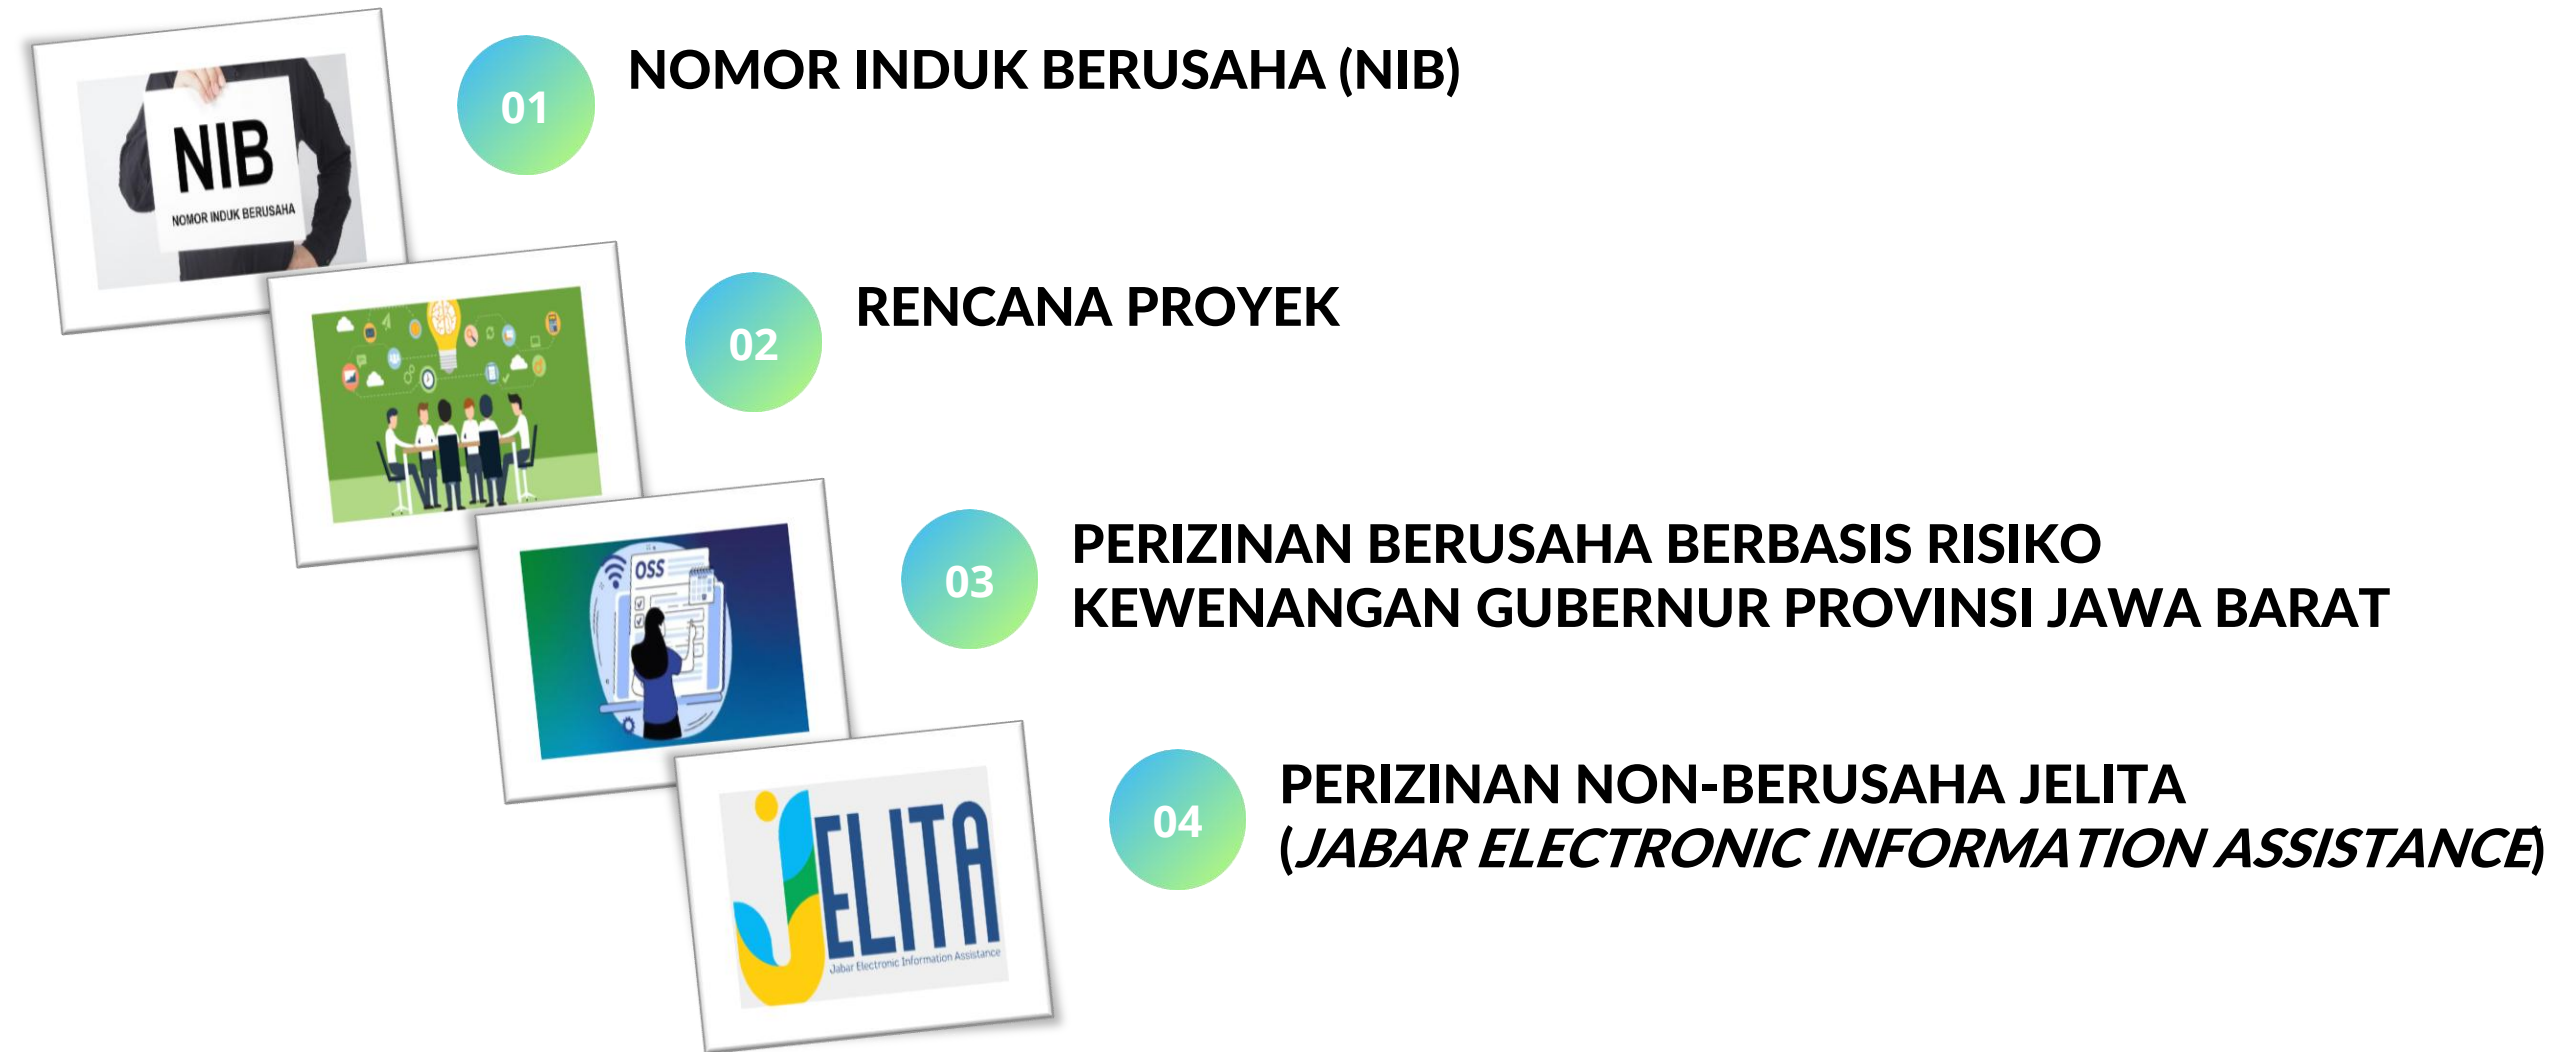 NIB
NOMOR INDUK BERUSAHA
01
NOMOR INDUK BERUSAHA (NIB)
02
RENCANA PROYEK
OSS
03
PERIZINAN BERUSAHA BERBASIS RISIKO
KEWENANGAN GUBERNUR PROVINSI JAWA BARAT
JELITA
Jabar Electronic Information Assistance
04
PERIZINAN NON-BERUSAHA JELITA
(JABAR ELECTRONIC INFORMATION ASSISTANCE)